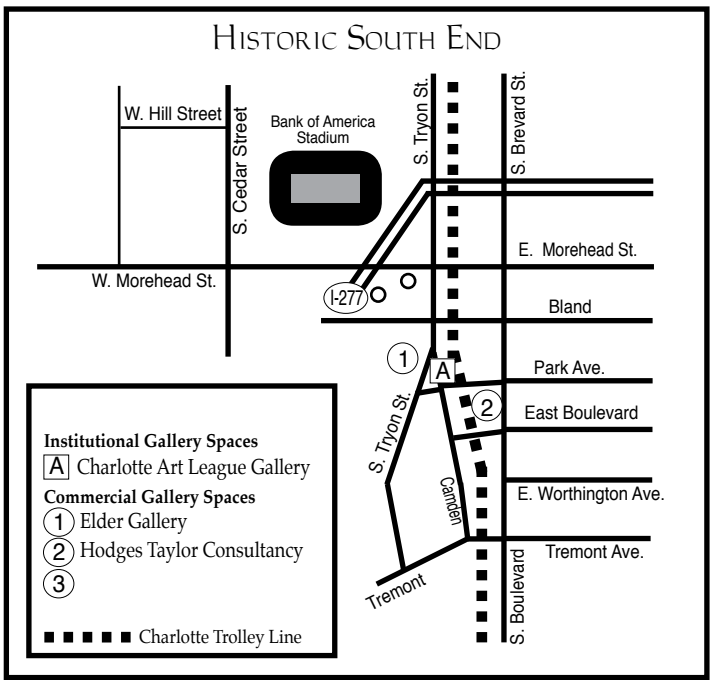 HISTORIC SOUTH END
W. Hill Street
S. Cedar Street
Bank of America
Stadium
S. Tryon St.
S. Brevard St.
E. Morehead St.
W. Morehead St.
I-277
Bland
1
A
Park Ave.
2
East Boulevard
S. Tryon St.
Camden
E. Worthington Ave.
Tremont Ave.
Tremont
S. Boulevard
Institutional Gallery Spaces
A Charlotte Art League Gallery
Commercial Gallery Spaces
1 Elder Gallery
2 Hodges Taylor Consultancy
3
Charlotte Trolley Line